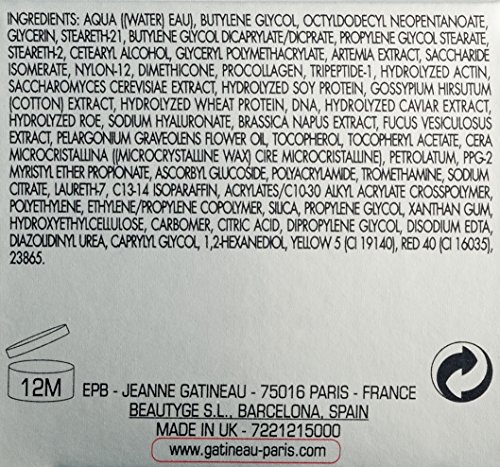 INGREDIENTS: AQUA ((WATER) EAU), BUTYLENE GLYCOL, OCTYLDODECYL NEOPENTANOATE,
GLYCERIN, STEARETH-21, BUTYLENE GLYCOL DICAPRYLATE/DICPRATE, PROPYLENE GLYCOL STEARATE,
STEARETH-2, CETEARYL ALCOHOL, GLYCERYL POLYMETHACRYLATE, ARTEMIA EXTRACT, SACCHARIDE
ISOMERATE, NYLON-12, DIMETHICONE, PROCOLLAGEN, TRIPEPTIDE-1, HYDROLYZED ACTIN,
SACCHAROMYCES CEREVISIAE EXTRACT, HYDROLYZED SOY PROTEIN, GOSSYPIUM HIRSUTUM
(COTTON) EXTRACT, HYDROLYZED WHEAT PROTEIN, DNA, HYDROLYZED CAVIAR EXTRACT,
HYDROLYZED ROE, SODIUM HYALURONATE, BRASSICA NAPUS EXTRACT, FUCUS VESICULOSUS
EXTRACT, PELARGONIUM GRAVEOLENS FLOWER OIL, TOCOPHEROL, TOCOPHERYL ACETATE, CERA
MICROCRISTALLINA ((MICROCRYSTALLINE WAX) CIRE MICROCRISTALLINE), PETROLATUM, PPG-2
MYRISTYL ETHER PROPIONATE, ASCORBYL GLUCOSIDE, POLYACRYLAMIDE, TROMETHAMINE, SODIUM
CITRATE, LAURETH-7, C13-14 ISOPARAFFIN, ACRYLATES/C10-30 ALKYL ACRYLATE CROSSPOLYMER,
POLYETHYLENE, ETHYLENE/PROPYLENE COPOLYMER, SILICA, PROPYLENE GLYCOL, XANTHAN GUM,
HYDROXYETHYLCELLULOSE, CARBOMER, CITRIC ACID, DIPROPYLENE GLYCOL, DISODIUM EDTA,
DIAZOLIDINYL UREA, CAPRYLYL GLYCOL, 1,2-HEXANEDIOL, YELLOW 5 (CI 19140), RED 40 (CI 16035),
23865.
12M
EPB - JEANNE GATINEAU - 75016 PARIS - FRANCE
BEAUTYGE S.L., BARCELONA, SPAIN
MADE IN UK - 7221215000
www.gatineau-paris.com